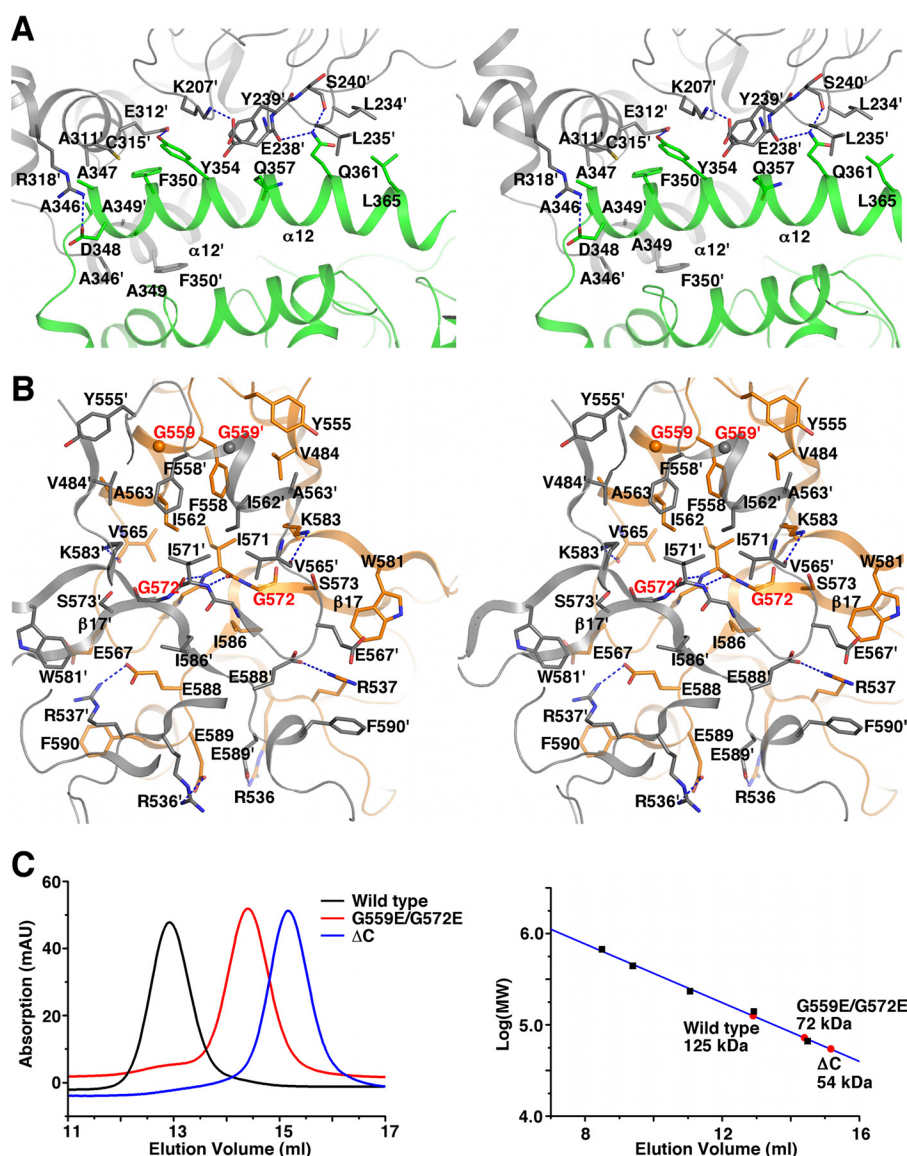 A
K207'
S240'
Y239'
E312'
L234'
A311'
C315'
E238'
L235'
A347
Y354
Q357
Q361
R318'
F350
L365
A346
A349'
D348
α12'
α12
A346'
F350'
A349
K207'
S240'
Y239'
E312'
L234'
A311'
C315'
E238'
L235'
A347
Y354
Q357
Q361
R318'
F350
L365
A346
A349'
D348
A349
α12'
α12
A346'
F350'
B
Y555'
Y555
G559
G559'
V484
F558'
V484'
A563
F558
A563'
I562
I562'
K583
V565
I571'
I571
K583'
V565'
W581
G572
G572
S573
S573'
β17
β17'
I586
E567
I586'
E567'
W581'
E588'
E588
R537
R537'
F590'
F590
E589
E589'
R536'
R536
Y555'
Y555
G559
G559'
V484
F558'
V484'
A563
F558
A563'
I562
I562'
K583
V565
I571'
I571
K583'
V565'
W581
G572
G572
S573
S573'
β17
β17'
I586
E567
I586'
E567'
W581'
E588'
E588
R537
R537'
F590'
F590
E589
E589'
R536'
R536
C
60
40
20
0
Absorption (mAU)
11 13 15 17
Elution Volume (ml)
Wild type
G559E/G572E
ΔC
6.0
5.0
4.0
Log(MW)
8 10 12 14 16
Elution Volume (ml)
Wild type
125 kDa
G559E/G572E
72 kDa
ΔC
54 kDa